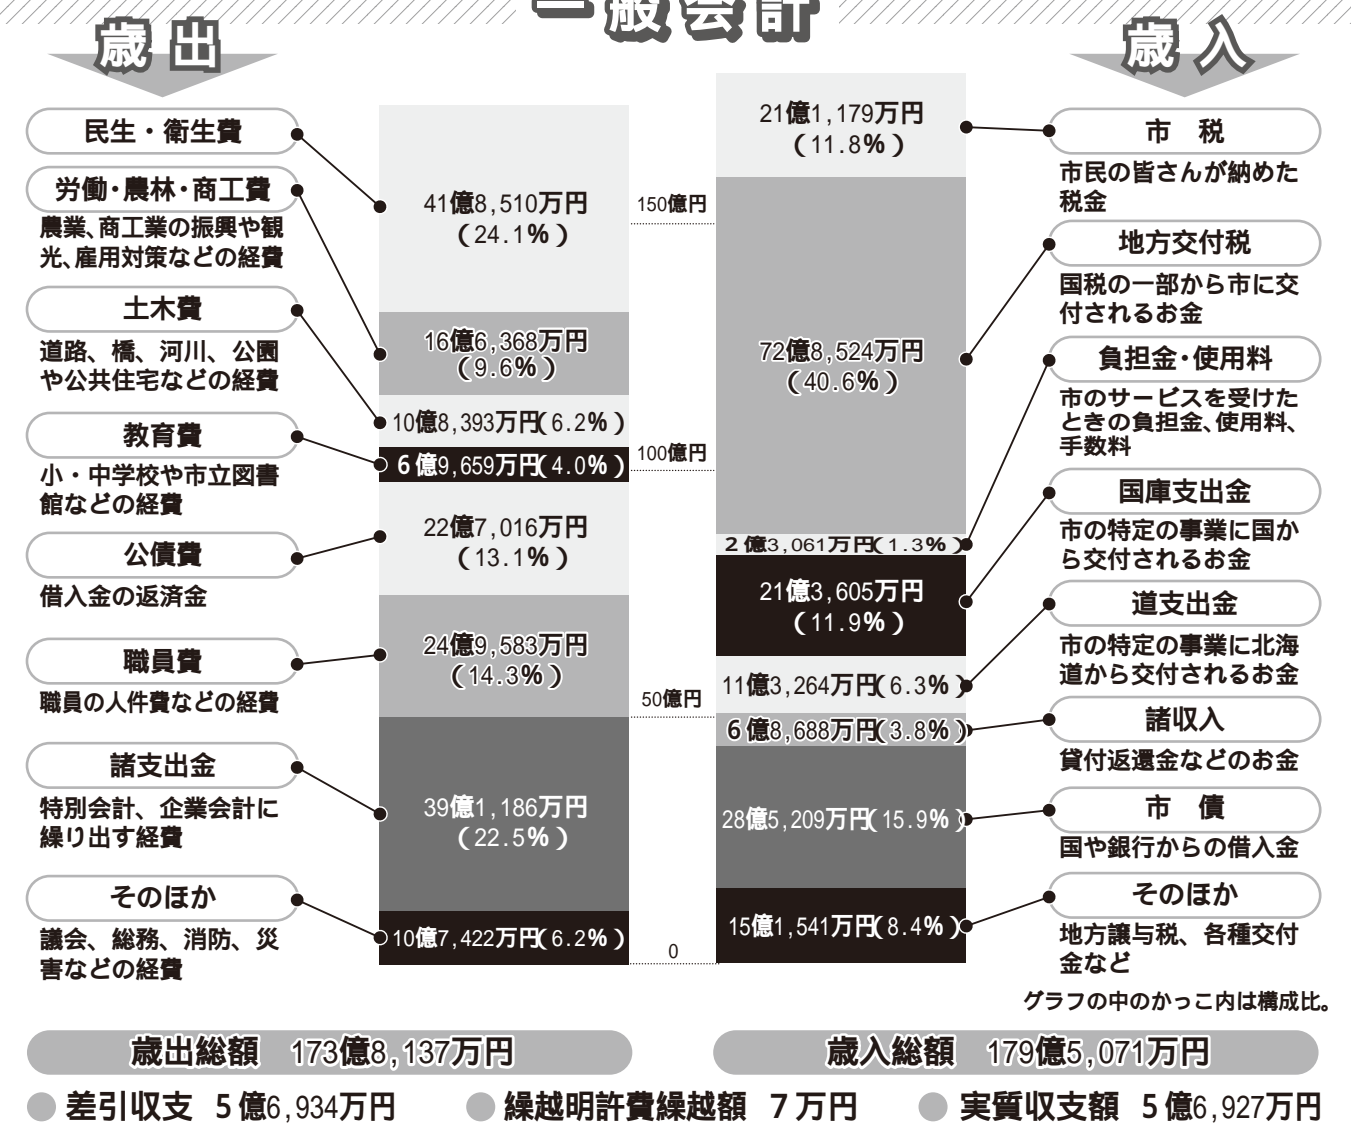 一般会計
歳出
民生・衛生費
労働・農林・商工費
農業、商工業の振興や観
光、雇用対策などの経費
土木費
道路、橋、河川、公園
や公共住宅などの経費
教育費
小・中学校や市立図書
館などの経費
公債費
借入金の返済金
職員費
職員の人件費などの経費
諸支出金
特別会計、企業会計に
繰り出す経費
そのほか
議会、総務、消防、災
害などの経費
41億8,510万円
(24.1%)
16億6,368万円
(9.6%)
10億8,393万円(6.2%)
6億9,659万円(4.0%)
22億7,016万円
(13.1%)
24億9,583万円
(14.3%)
39億1,186万円
(22.5%)
10億7,422万円(6.2%)
150億円
100億円
50億円
0
21億1,179万円
(11.8%)
72億8,524万円
(40.6%)
2億3,061万円(1.3%)
21億3,605万円
(11.9%)
11億3,264万円(6.3%)
6億8,688万円(3.8%)
28億5,209万円(15.9%)
15億1,541万円(8.4%)
歳入
市 税
市民の皆さんが納めた
税金
地方交付税
国税の一部から市に交
付されるお金
負担金・使用料
市のサービスを受けた
ときの負担金、使用料、
手数料
国庫支出金
市の特定の事業に国か
ら交付されるお金
道支出金
市の特定の事業に北海
道から交付されるお金
諸収入
貸付返還金などのお金
市 債
国や銀行からの借入金
そのほか
地方譲与税、各種交付
金など
グラフの中のかっこ内は構成比。
歳出総額 173億8,137万円
歳入総額 179億5,071万円
差引収支 5億6,934万円
繰越明許費繰越額 7万円
実質収支額 5億6,927万円